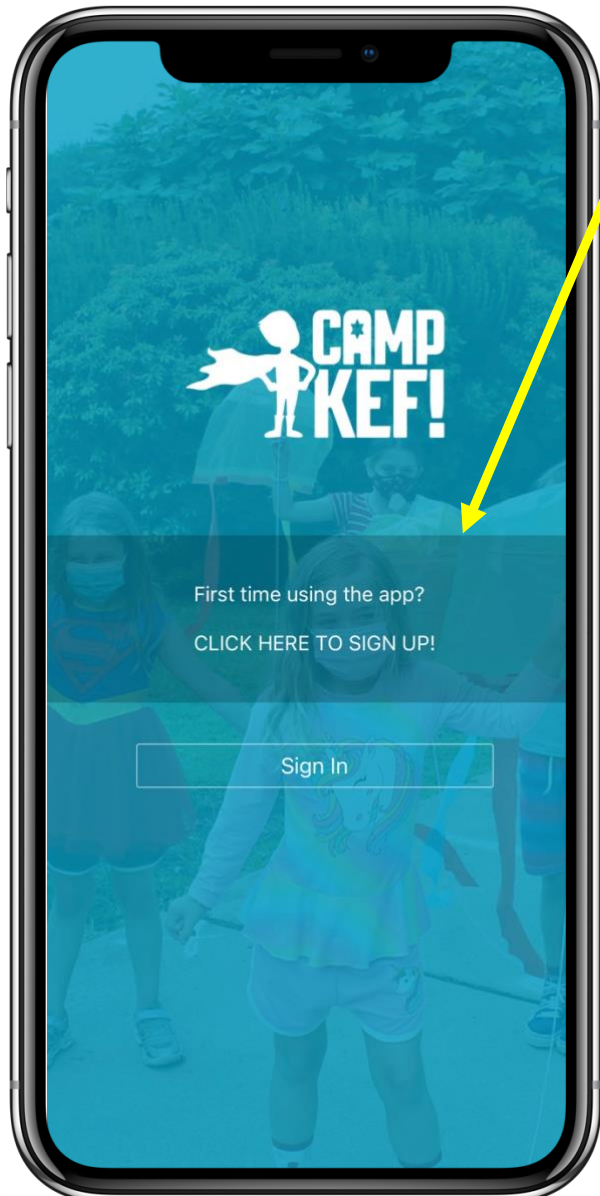 CAMP
KEF!
First time using the app?
CLICK HERE TO SIGN UP!
Sign In